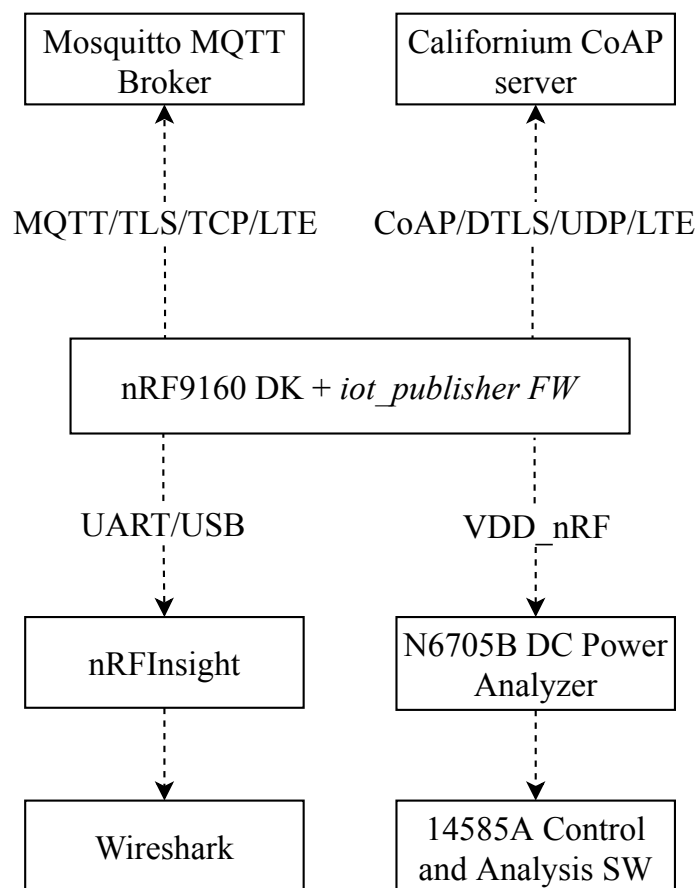 Mosquitto MQTT
Broker
Californium CoAP
server
MQTT/TLS/TCP/LTE
CoAP/DTLS/UDP/LTE
nRF9160 DK + iot_publisher FW
UART/USB
VDD_nRF
nRFInsight
N6705B DC Power
Analyzer
Wireshark
14585A Control
and Analysis SW